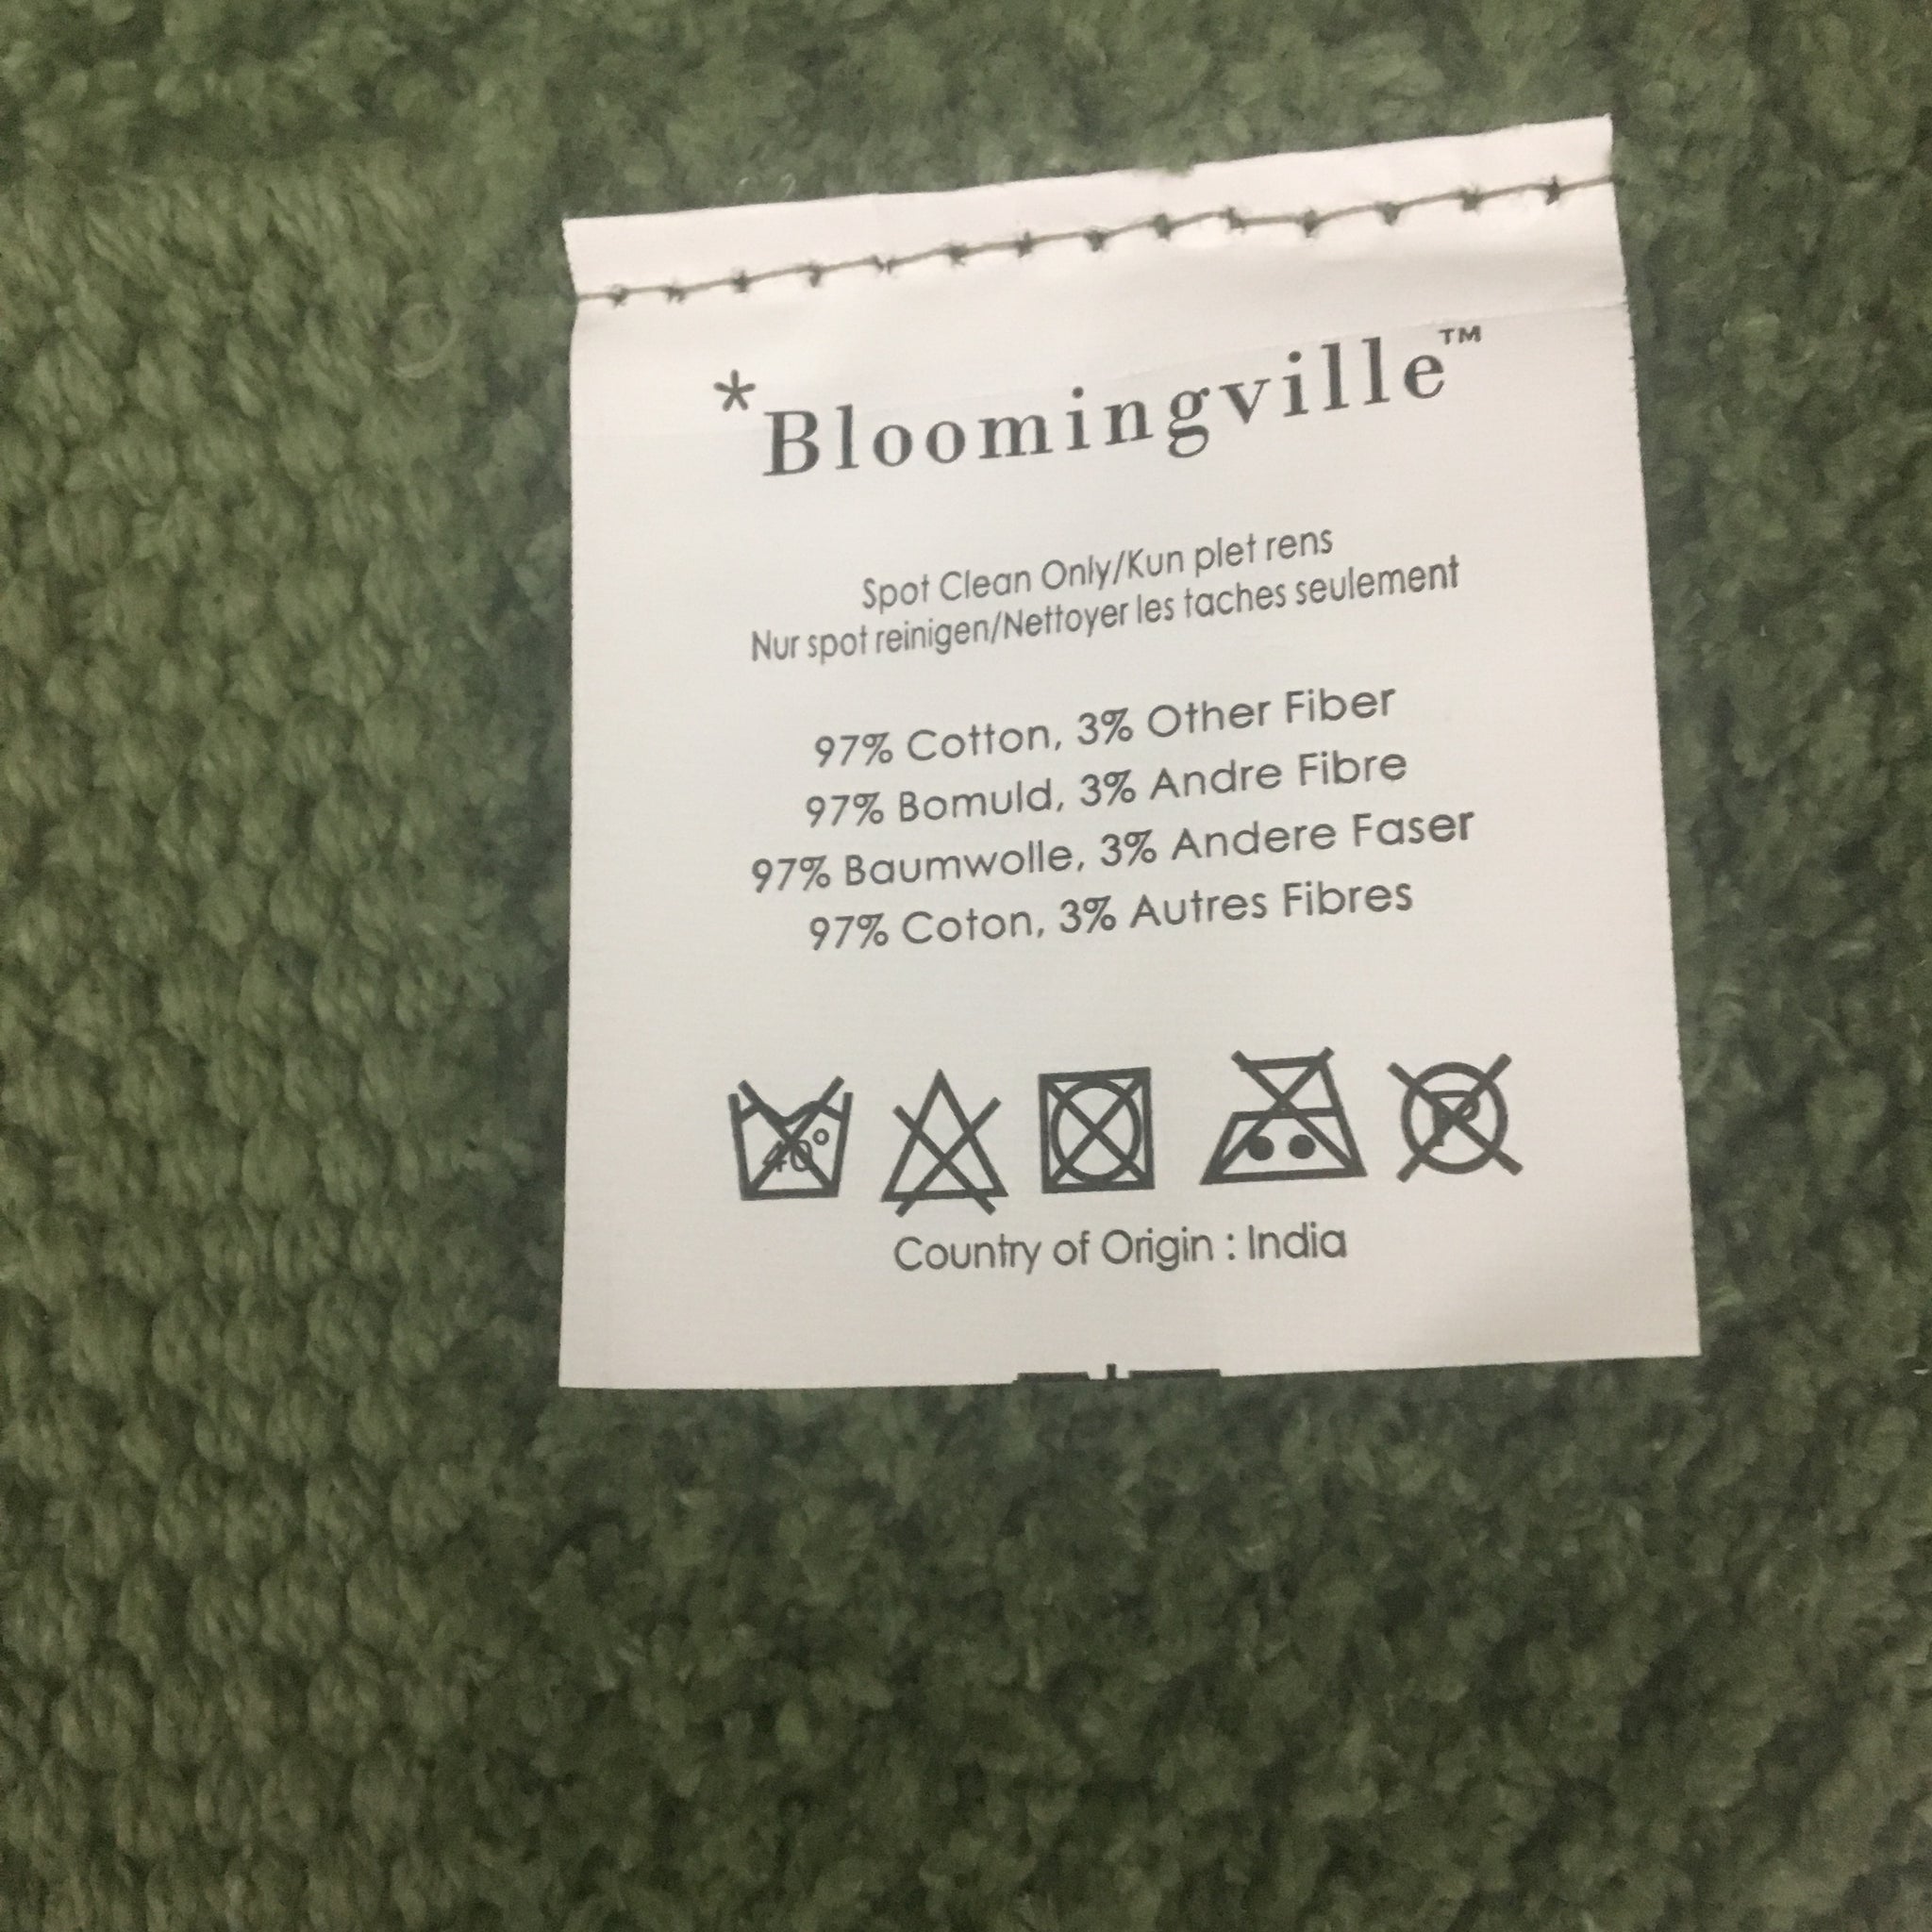 *Bloomingville™
Spot Clean Only/Kun plet rens
Nur spot reinigen/Nettoyer les taches seulement
97% Cotton, 3% Other Fiber
97% Bomuld, 3% Andre Fibre
97% Baumwolle, 3% Andere Faser
97% Coton, 3% Autres Fibres
40° P
Country of Origin : India